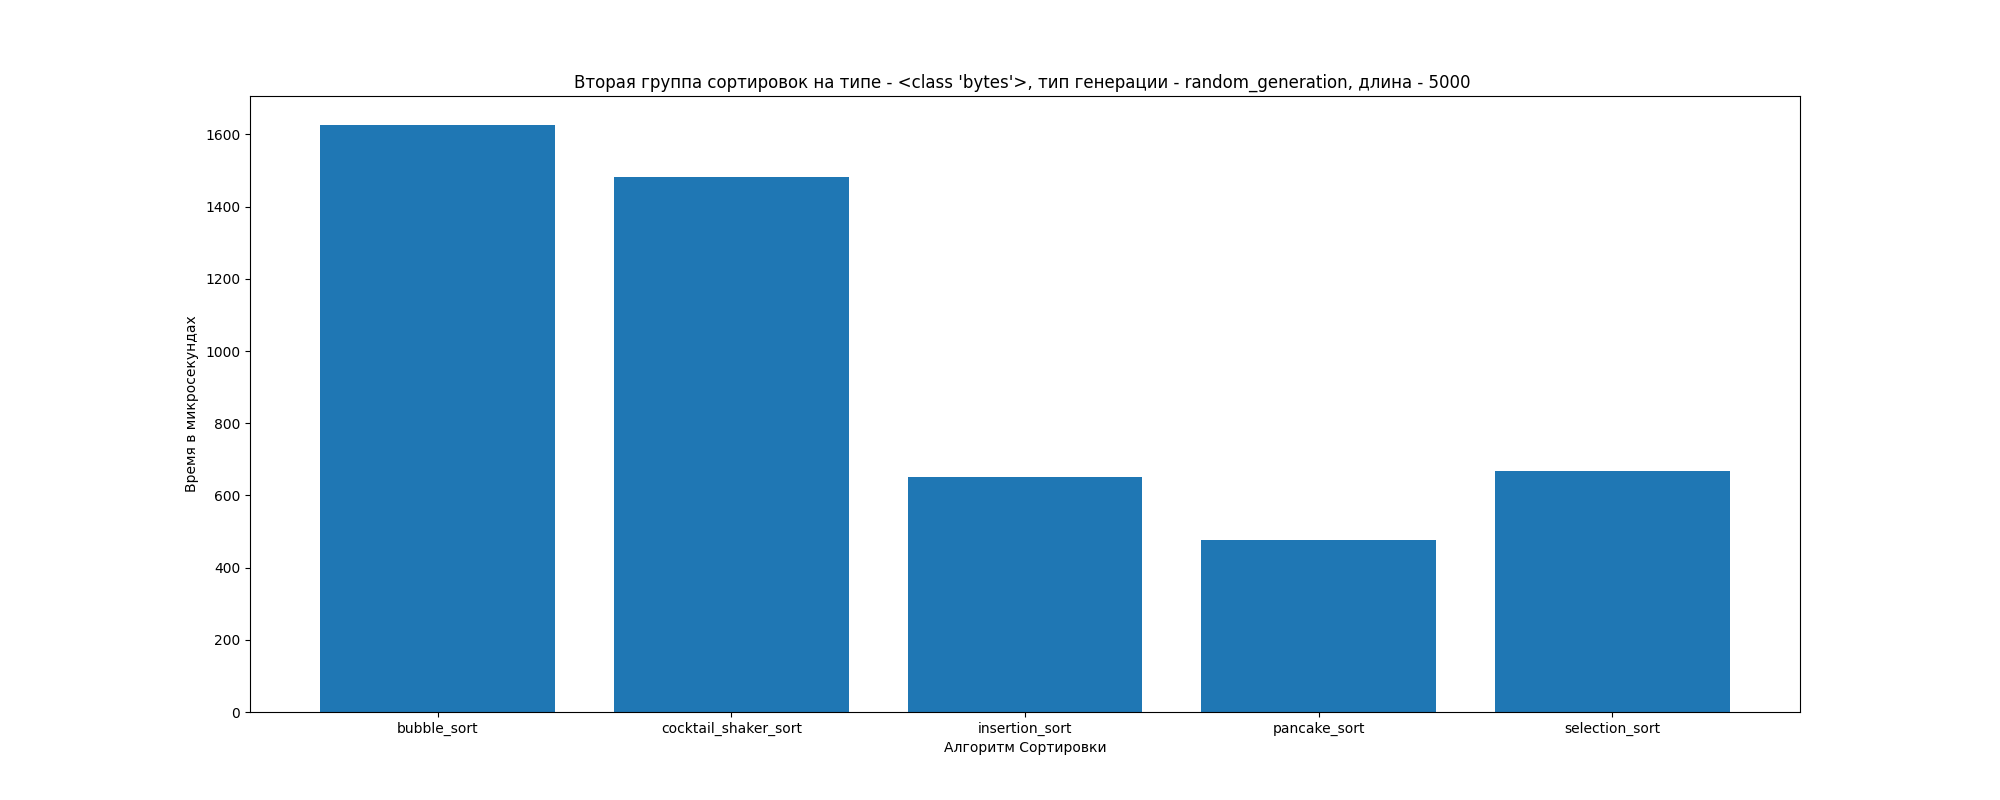 Вторая группа сортировок на типе - <class 'bytes'>, тип генерации - random_generation, длина - 5000
Время в микросекундах
1600
1400
1200
1000
800
600
400
200
0
bubble_sort
cocktail_shaker_sort
insertion_sort
pancake_sort
selection_sort
Алгоритм Сортировки